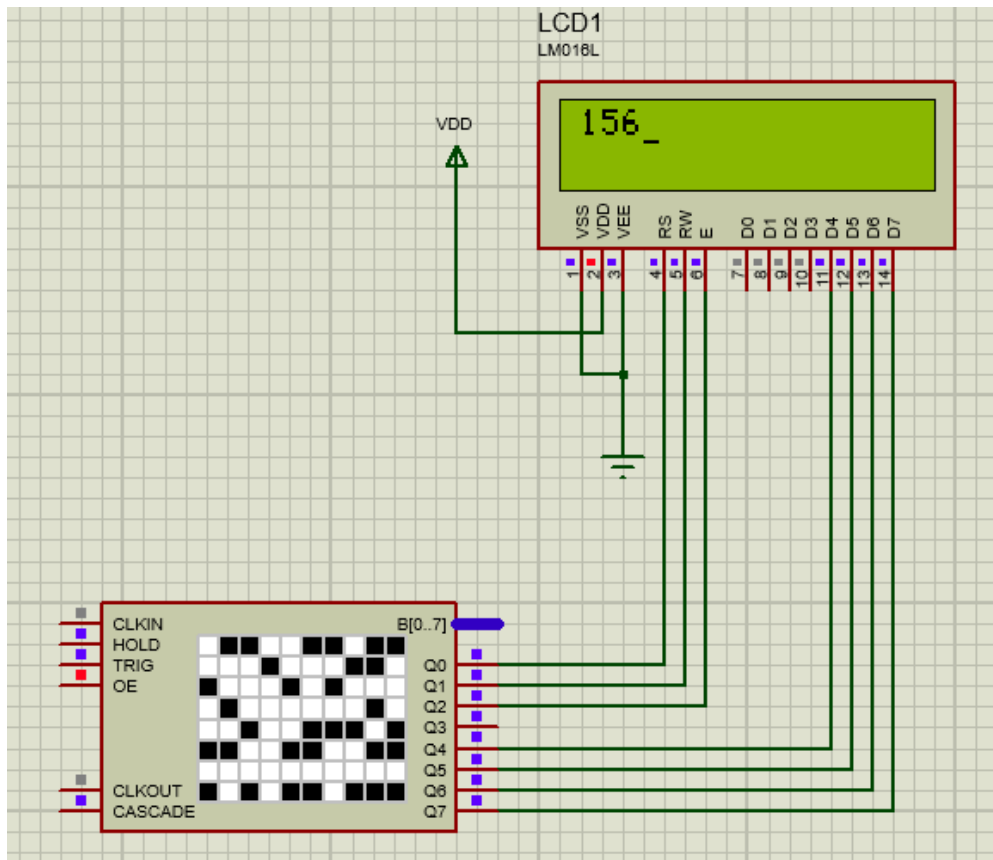 LCD1
LM016L
156_
VDD
VSS
VDD
VEE
RS
RW
E
D0
D1
D2
D3
D4
D5
D6
D7
1
2
3
4
5
6
7
8
9
10
11
12
13
14
CLKIN
HOLD
TRIG
OE
CLKOUT
CASCADE
B[0..7]
Q0
Q1
Q2
Q3
Q4
Q5
Q6
Q7